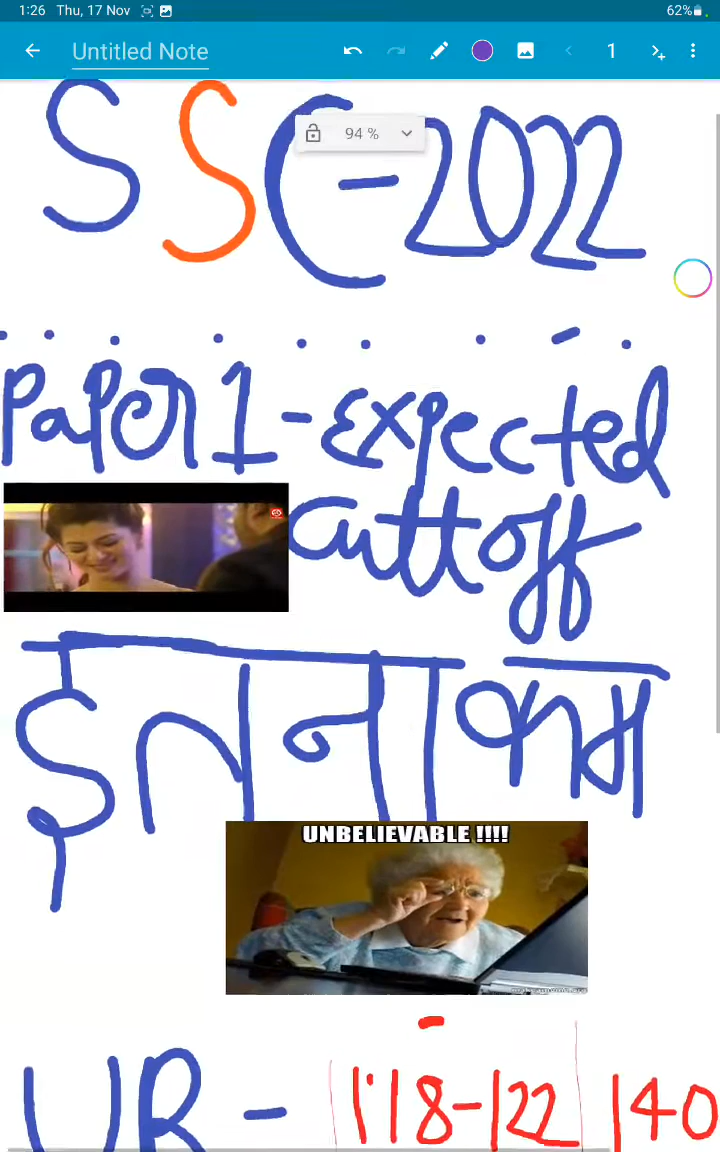 1:26 Thu, 17 Nov 62%
Untitled Note 1
94 %
SSC-2022
Paper 1-Expected
cuttoff
इतना कम
UNBELIEVABLE !!!!
UR - 118-122 140